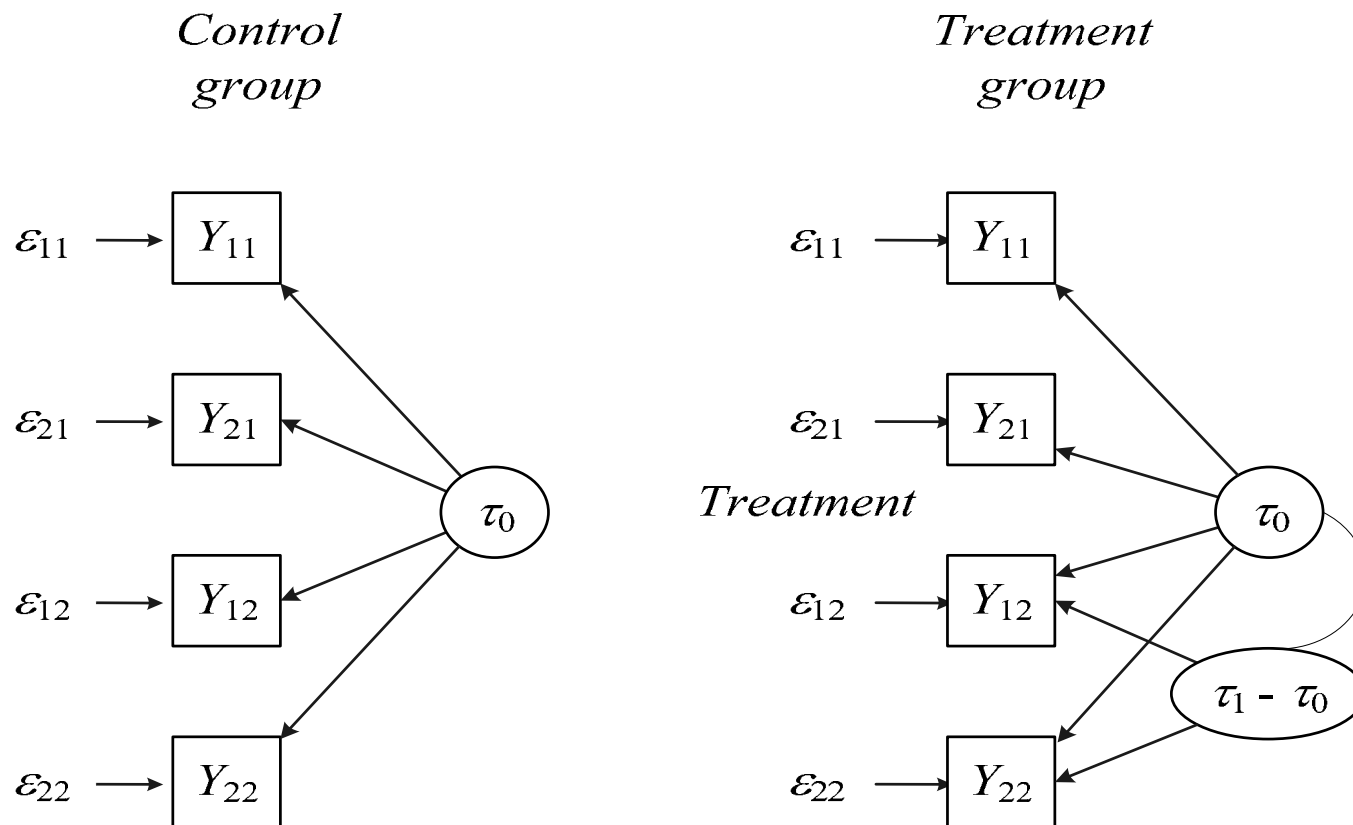 Control
group
ε11
Y11
ε21
Y21
τ0
ε12
Y12
ε22
Y22
Treatment
group
ε11
Y11
ε21
Y21
Treatment
τ0
ε12
Y12
τ1 - τ0
ε22
Y22